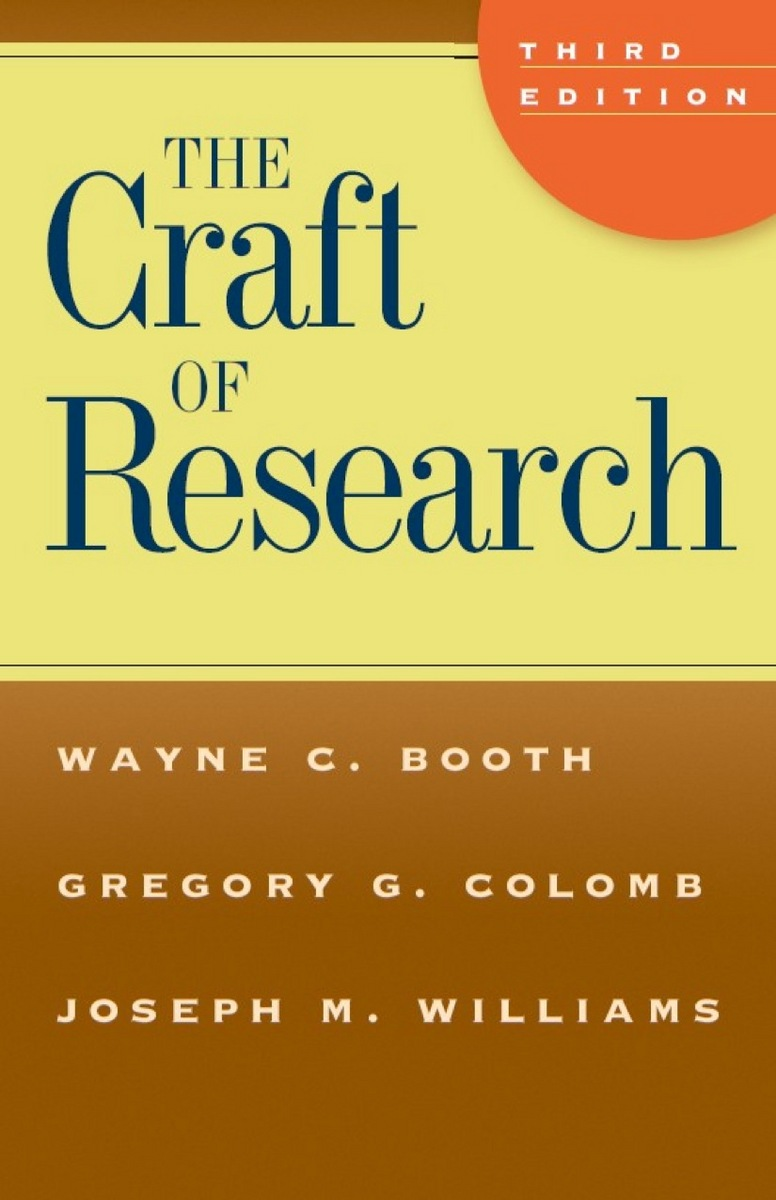 THIRD
EDITION
THE
Craft
OF
Research
WAYNE C. BOOTH
GREGORY G. COLOMB
JOSEPH M. WILLIAMS